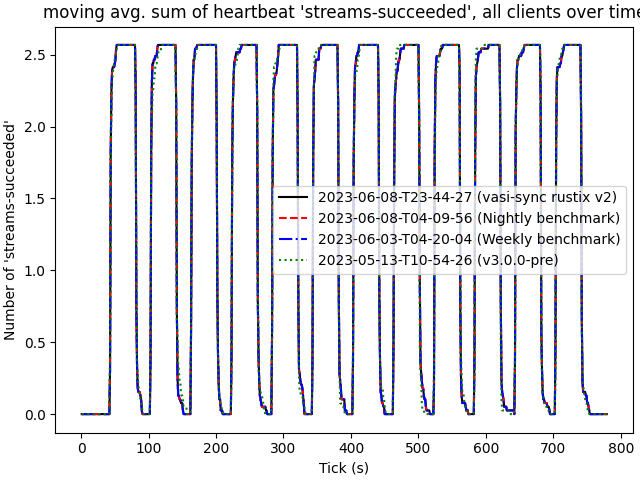 moving avg. sum of heartbeat 'streams-succeeded', all clients over time
Number of 'streams-succeeded'
2.5
2.0
1.5
1.0
0.5
0.0
2023-06-08-T23-44-27 (vasi-sync rustix v2)
2023-06-08-T04-09-56 (Nightly benchmark)
2023-06-03-T04-20-04 (Weekly benchmark)
2023-05-13-T10-54-26 (v3.0.0-pre)
0 100 200 300 400 500 600 700 800
Tick (s)